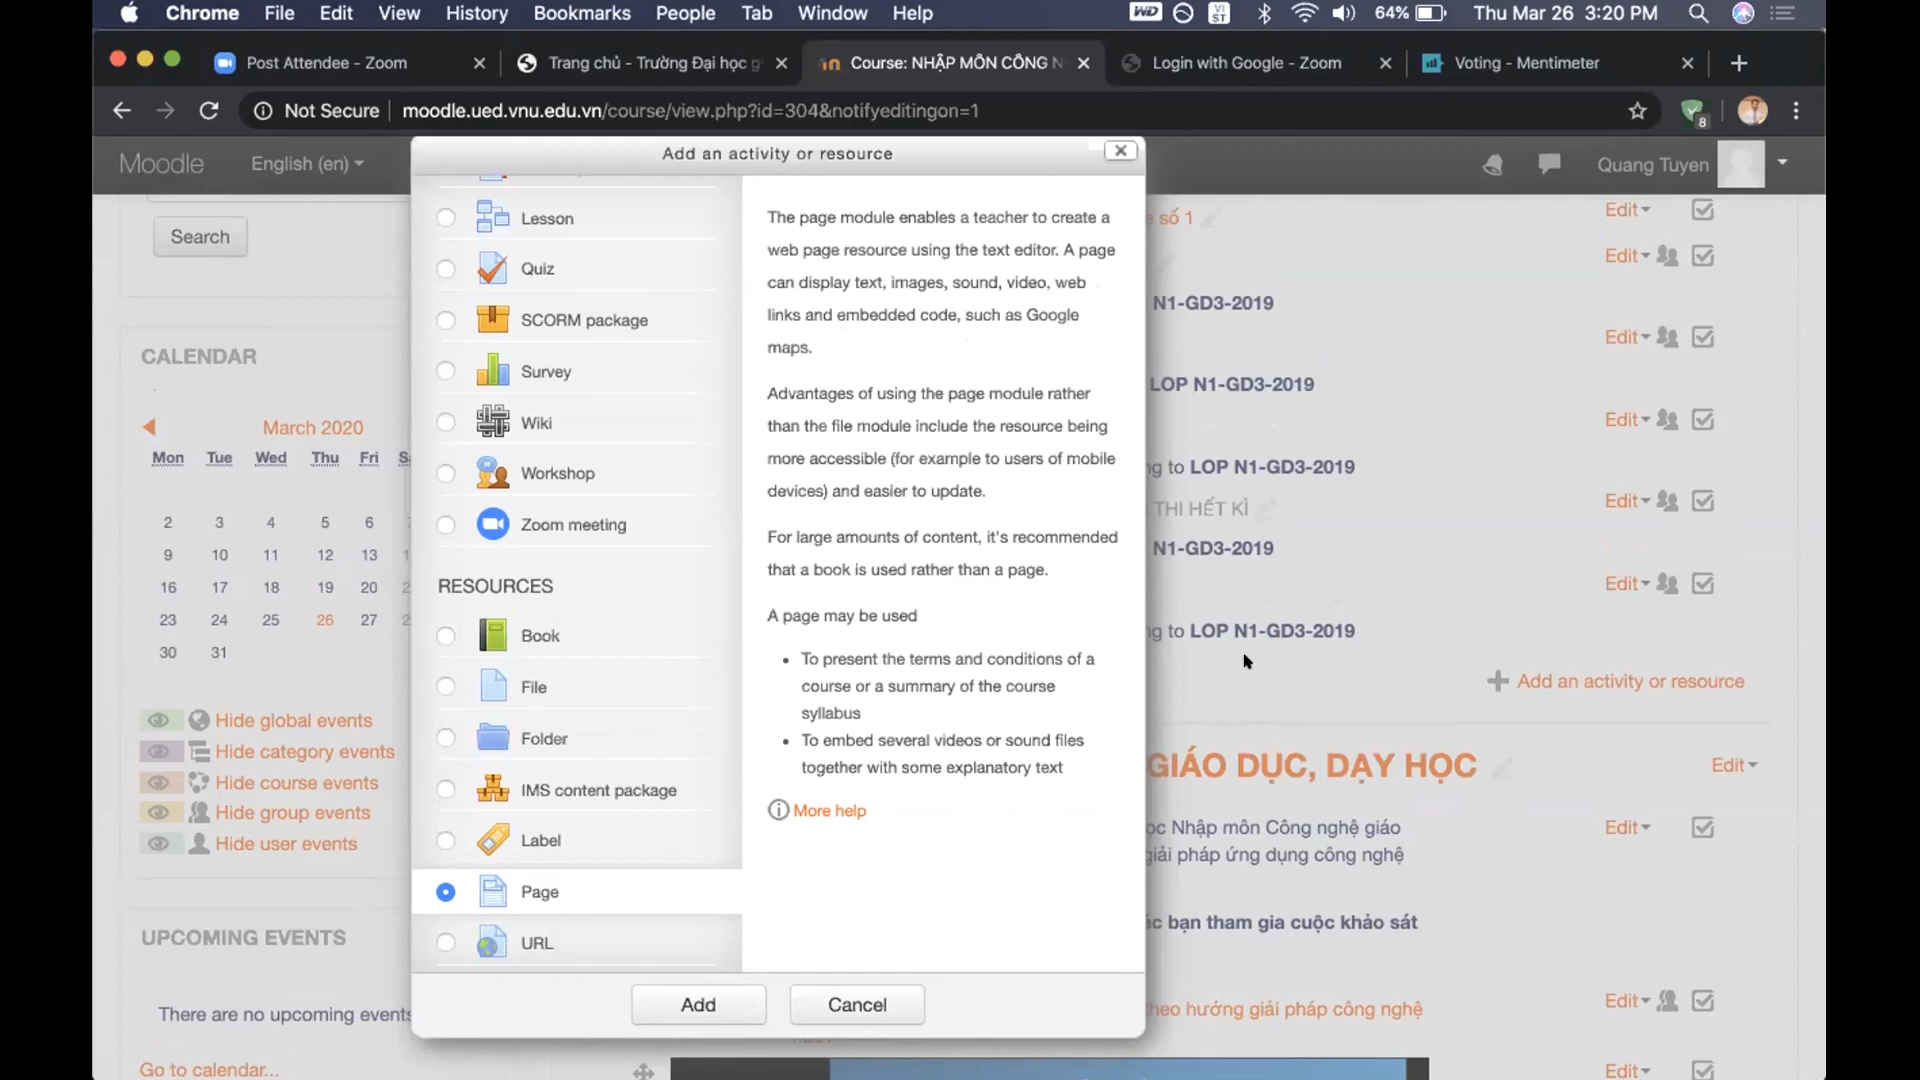 Chrome File Edit View History Bookmarks People Tab Window Help
WD VI ST 64% Thu Mar 26 3:20 PM
Post Attendee - Zoom
Trang chủ - Trường Đại học g
Course: NHẬP MÔN CÔNG N
Login with Google - Zoom
Voting - Mentimeter
Not Secure moodle.ued.vnu.edu.vn/course/view.php?id=304&notifyeditingon=1
8
Moodle English (en)
Quang Tuyen
Search
CALENDAR
March 2020
Mon Tue Wed Thu Fri
2 3 4 5 6
9 10 11 12 13
16 17 18 19 20
23 24 25 26 27
30 31
Hide global events
Hide category events
Hide course events
Hide group events
Hide user events
UPCOMING EVENTS
There are no upcoming events
Go to calendar...
Add an activity or resource
Lesson
Quiz
SCORM package
Survey
Wiki
Workshop
Zoom meeting
RESOURCES
Book
File
Folder
IMS content package
Label
Page
URL
The page module enables a teacher to create a
web page resource using the text editor. A page
can display text, images, sound, video, web
links and embedded code, such as Google
maps.
Advantages of using the page module rather
than the file module include the resource being
more accessible (for example to users of mobile
devices) and easier to update.
For large amounts of content, it's recommended
that a book is used rather than a page.
A page may be used
To present the terms and conditions of a
course or a summary of the course
syllabus
To embed several videos or sound files
together with some explanatory text
More help
Add
Cancel
số 1
Edit
Edit
N1-GD3-2019
Edit
LOP N1-GD3-2019
Edit
to LOP N1-GD3-2019
THI HẾT KÌ
Edit
N1-GD3-2019
Edit
to LOP N1-GD3-2019
Add an activity or resource
GIÁO DỤC, DẠY HỌC
Edit
Nhập môn Công nghệ giáo
Edit
giải pháp ứng dụng công nghệ
bạn tham gia cuộc khảo sát
Edit
theo hướng giải pháp công nghệ
Edit